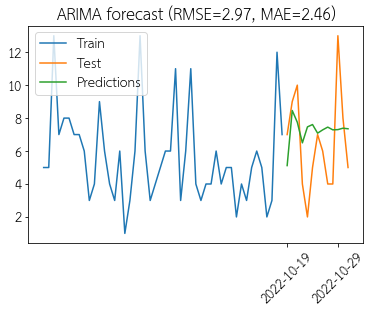 ARIMA forecast (RMSE=2.97, MAE=2.46)
Train
Test
Predictions
12
10
8
6
4
2
2022-10-19
2022-10-29